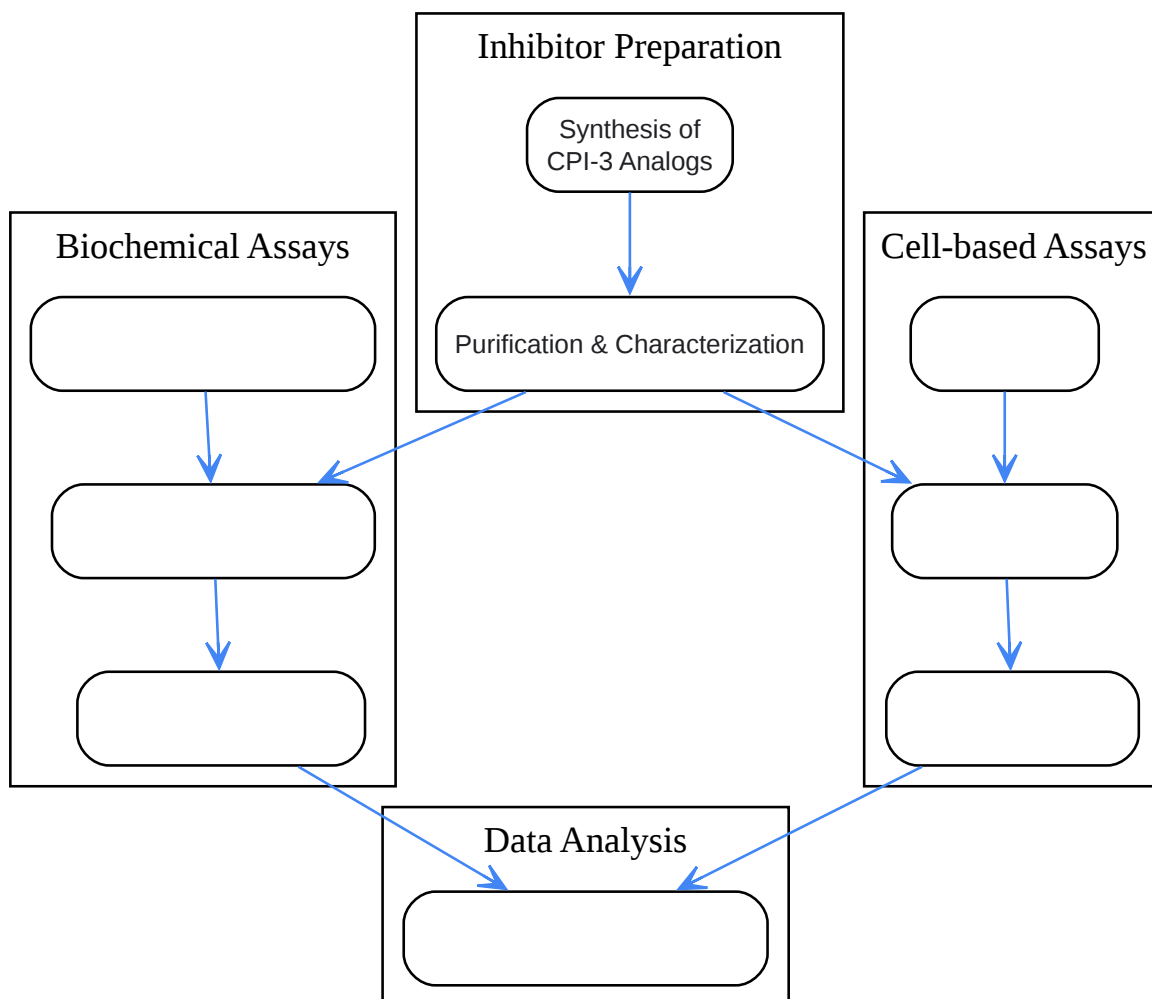 Inhibitor Preparation
Synthesis of
CPI-3 Analogs
Biochemical Assays
Cell-based Assays
Purification & Characterization
Data Analysis